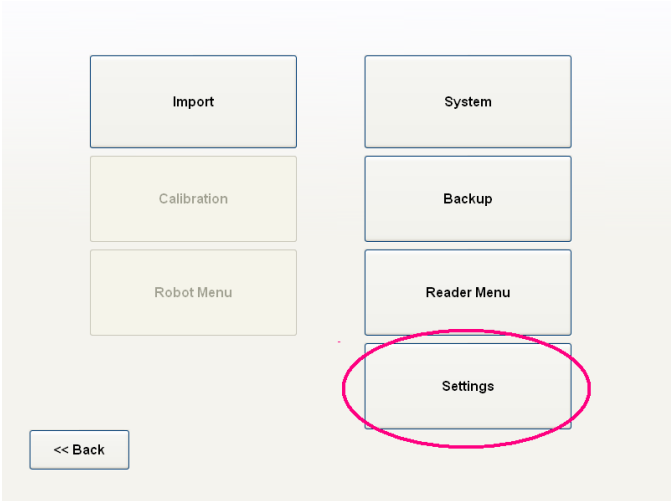 Import
System
Calibration
Backup
Robot Menu
Reader Menu
Settings
<< Back